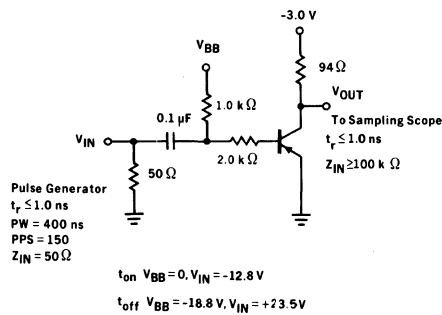 -3.0 V
V_BB
94 Ω
V_OUT
1.0 k Ω
0.1 μF
To Sampling Scope
V_IN
t_r ≤ 1.0 ns
2.0 k Ω
Z_IN ≥ 100 k Ω
50 Ω
Pulse Generator
t_r ≤ 1.0 ns
PW = 400 ns
PPS = 150
Z_IN = 50 Ω
t_on V_BB = 0, V_IN = -12.8 V
t_off V_BB = -18.8 V, V_IN = +23.5 V